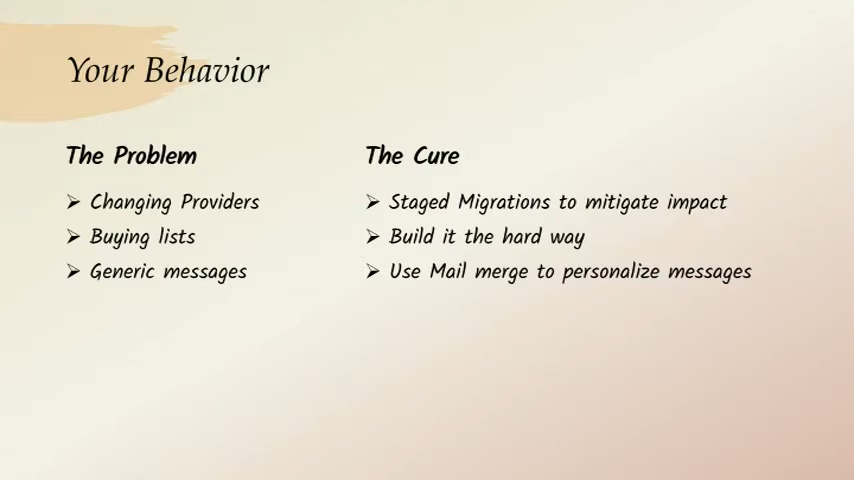 Your Behavior
The Problem
➢ Changing Providers
➢ Buying lists
➢ Generic messages
The Cure
➢ Staged Migrations to mitigate impact
➢ Build it the hard way
➢ Use Mail merge to personalize messages